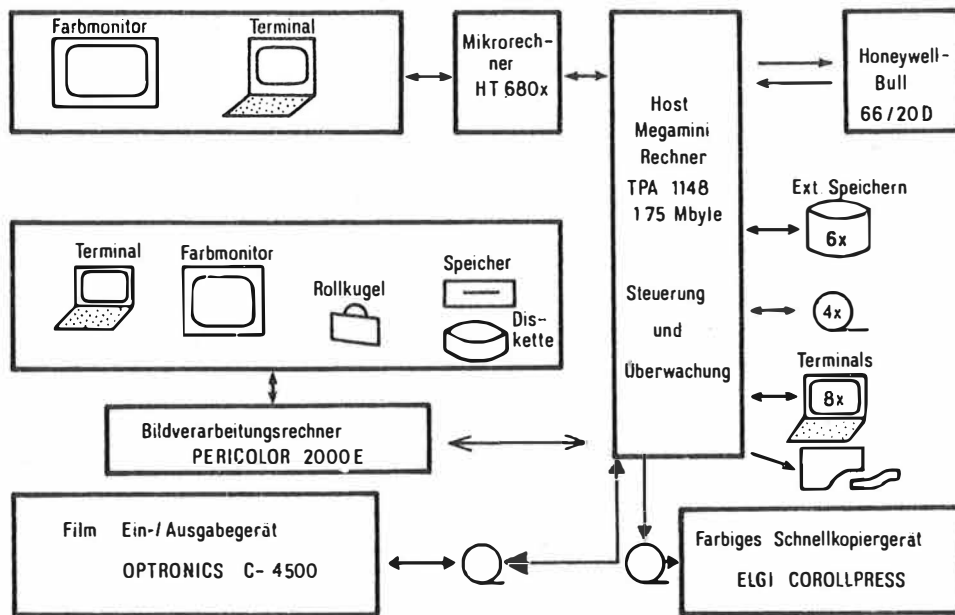 Farbmonitor
Terminal
Mikrorech-
ner
HT 680x
Host
Megamini
Rechner
TPA 1148
175 Mbyle
Steuerung
und
Überwachung
Honeywell-
Bull
66/20D
Ext. Speichern
6x
4x
Terminals
8x
Terminal
Farbmonitor
Rollkugel
Speicher
Dis-
kette
Bildverarbeitungsrechner
PERICOLOR 2000E
Film Ein-/Ausgabegerät
OPTRONICS C-4500
Farbiges Schnellkopiergerät
ELGI COROLLPRESS